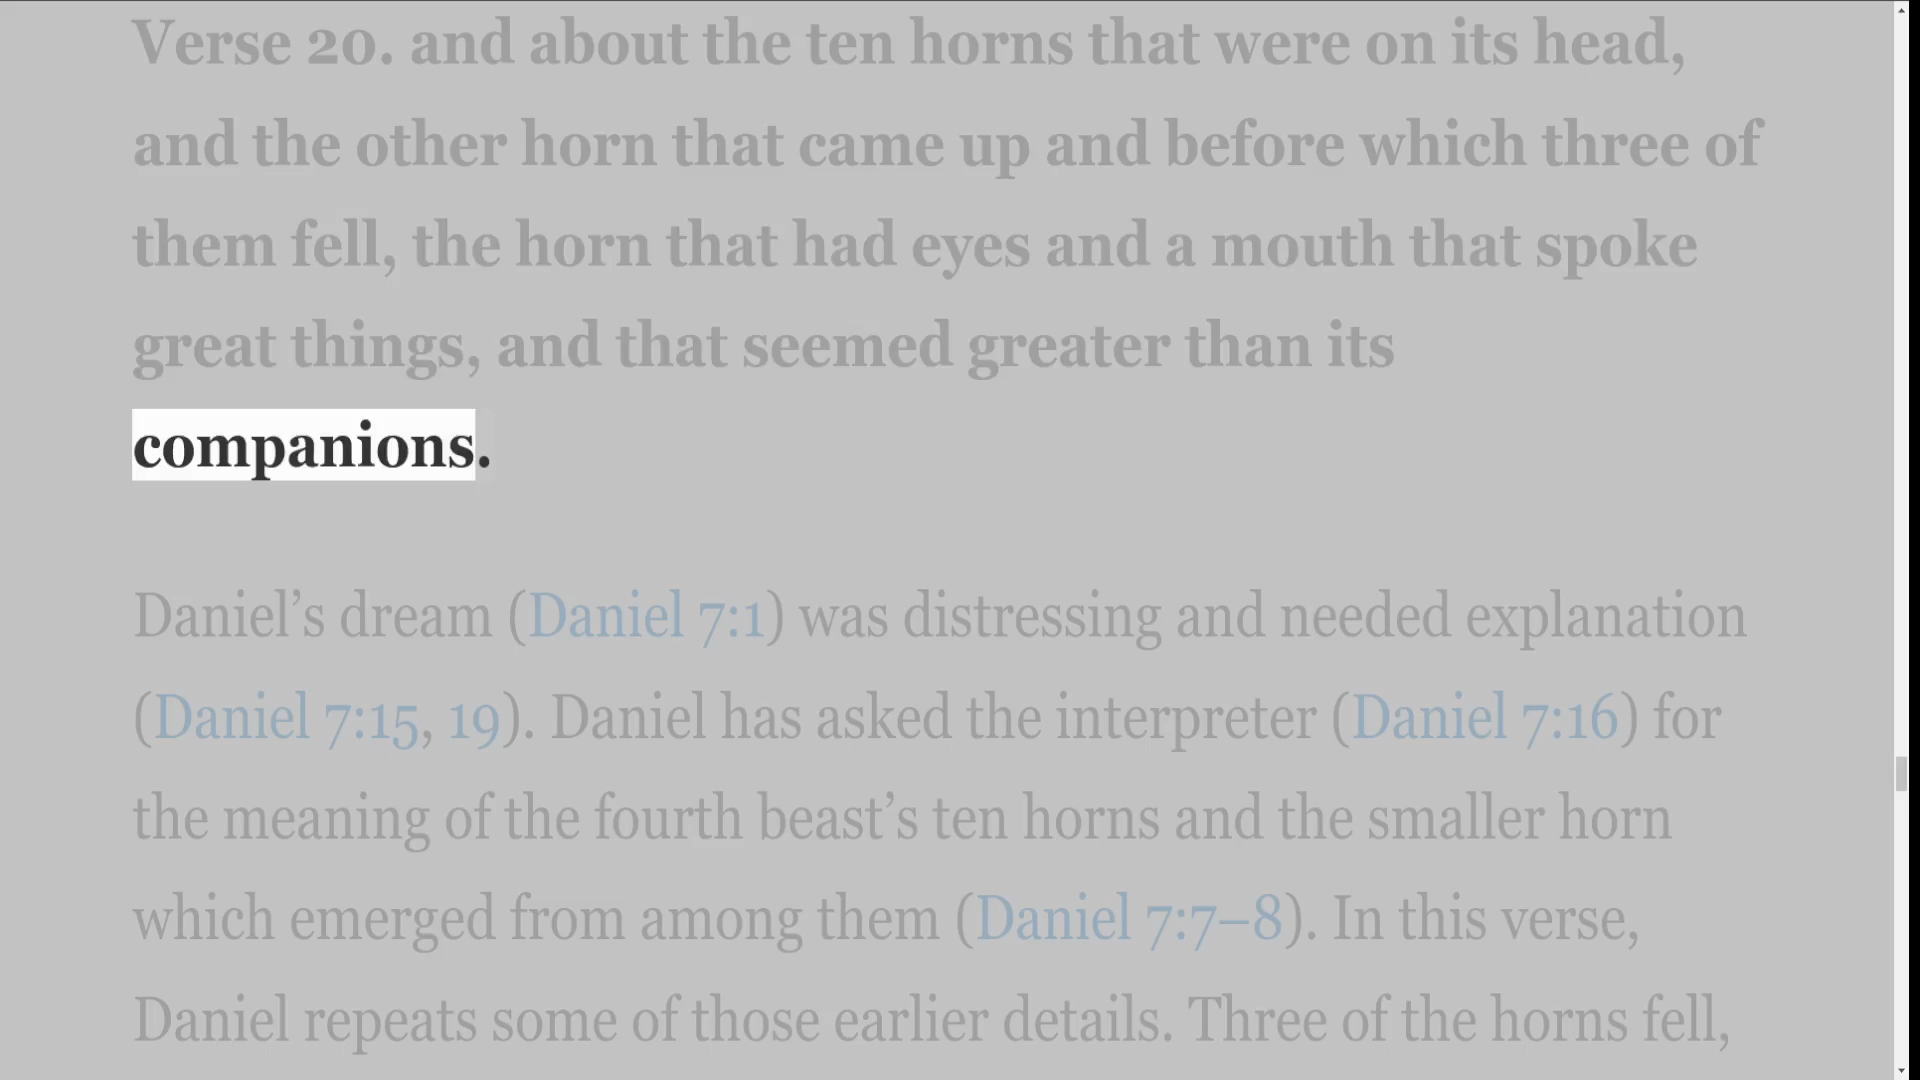 Verse 20. and about the ten horns that were on its head,
and the other horn that came up and before which three of
them fell, the horn that had eyes and a mouth that spoke
great things, and that seemed greater than its
companions.
Daniel’s dream (Daniel 7:1) was distressing and needed explanation
(Daniel 7:15, 19). Daniel has asked the interpreter (Daniel 7:16) for
the meaning of the fourth beast’s ten horns and the smaller horn
which emerged from among them (Daniel 7:7–8). In this verse,
Daniel repeats some of those earlier details. Three of the horns fell,